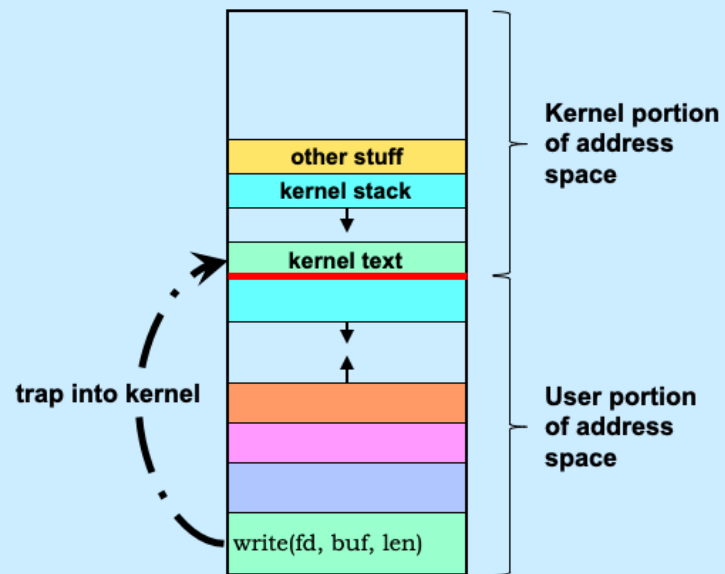 Kernel portion
of address
space
other stuff
kernel stack
kernel text
trap into kernel
User portion
of address
space
write(fd, buf, len)